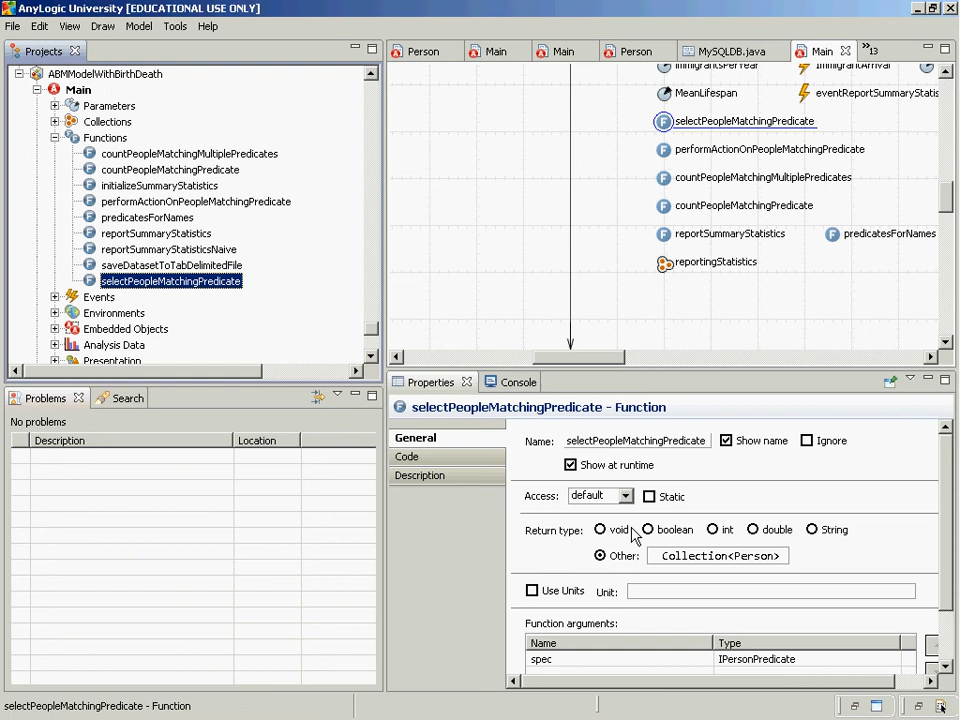 AnyLogic University [EDUCATIONAL USE ONLY]
File Edit View Draw Model Tools Help
Projects
ABMModelWithBirthDeath
Main
Parameters
Collections
Functions
countPeopleMatchingMultiplePredicates
countPeopleMatchingPredicate
initializeSummaryStatistics
performActionOnPeopleMatchingPredicate
predicatesForNames
reportSummaryStatistics
reportSummaryStatisticsNaive
saveDatasetToTabDelimitedFile
selectPeopleMatchingPredicate
Events
Environments
Embedded Objects
Analysis Data
Presentation
Person Main Main Person MySQLDB.java Main »13
ImmigrantsPerYear ImmigrantArrival
MeanLifespan eventReportSummaryStatis
selectPeopleMatchingPredicate
performActionOnPeopleMatchingPredicate
countPeopleMatchingMultiplePredicates
countPeopleMatchingPredicate
reportSummaryStatistics predicatesForNames
reportingStatistics
Problems Search
No problems
Description Location
Properties Console
selectPeopleMatchingPredicate - Function
General
Code
Description
Name: selectPeopleMatchingPredicate Show name Ignore
Show at runtime
Access: default Static
Return type: void boolean int double String
Other: Collection<Person>
Use Units Unit:
Function arguments:
Name Type
spec IPersonPredicate
selectPeopleMatchingPredicate - Function